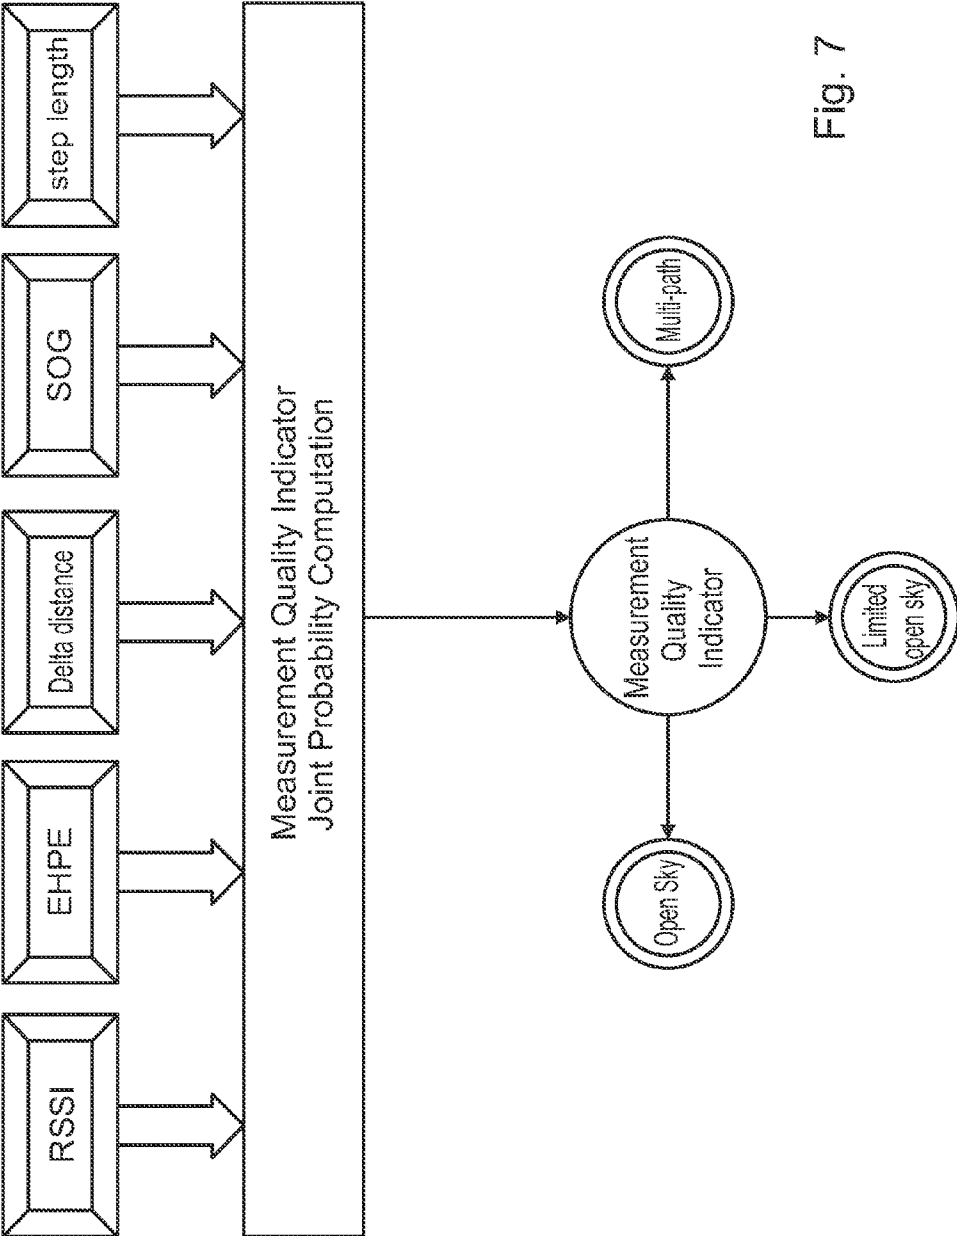 RSSI
EHPE
Delta distance
SOG
step length
Measurement Quality Indicator
Joint Probability Computation
Measurement
Quality
Indicator
Open Sky
Limited
open sky
Multi-path
Fig. 7